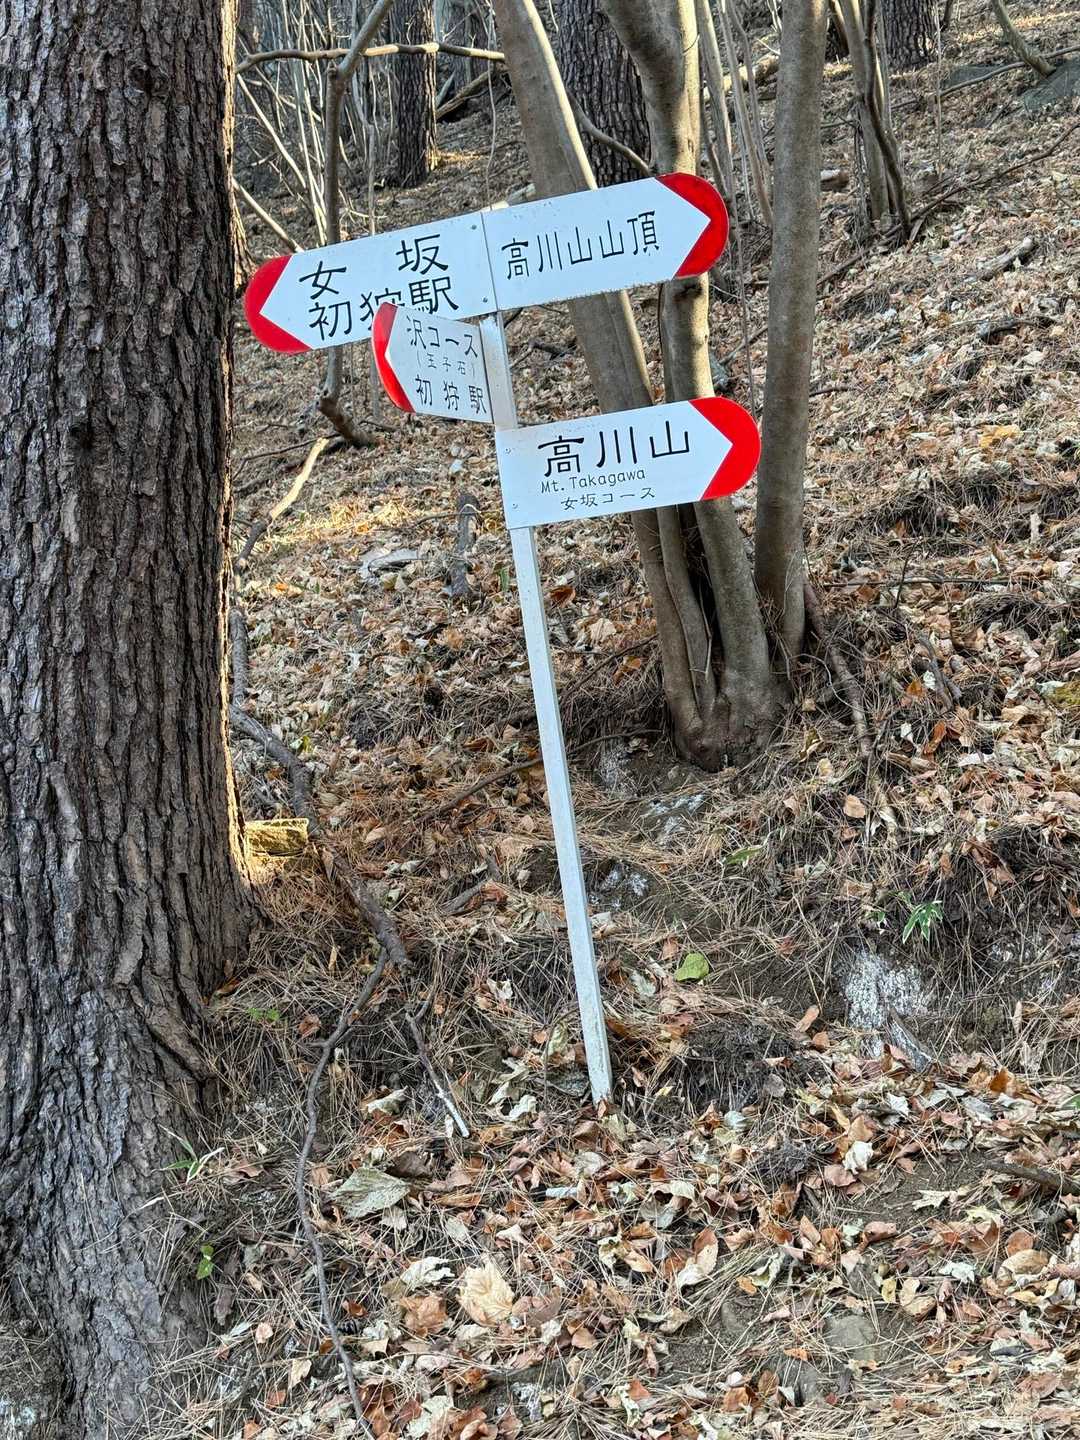 女坂
初狩駅
高川山山頂
沢コース
(王子石)
初狩駅
高川山
Mt. Takagawa
女坂コース